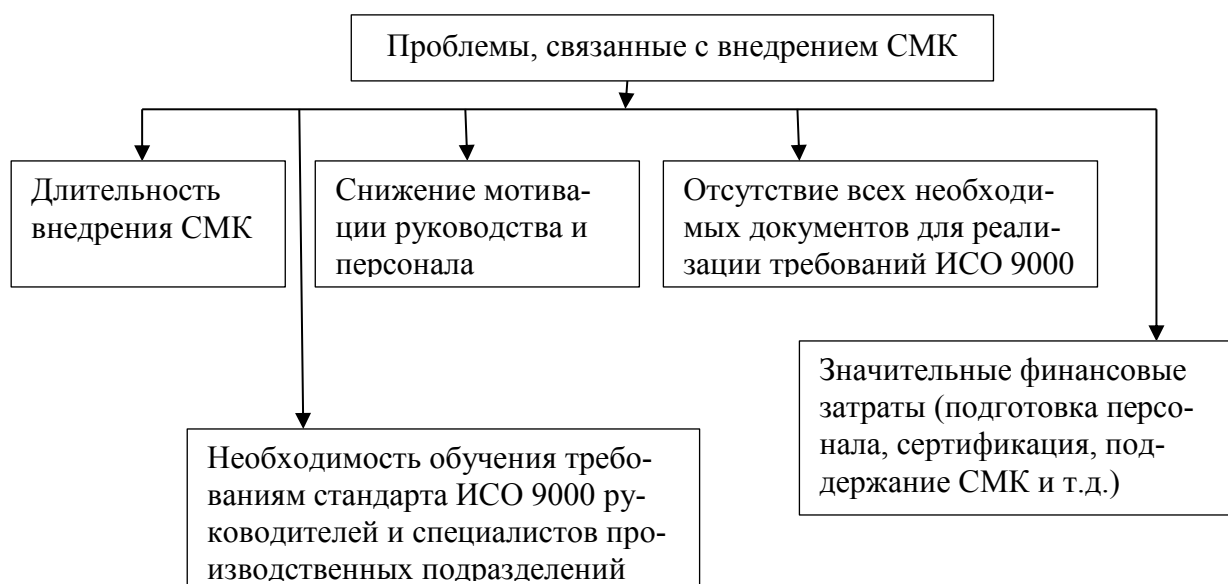 Проблемы, связанные с внедрением СМК
Длительность
внедрения СМК
Снижение мотива-
ции руководства и
персонала
Отсутствие всех необходи-
мых документов для реали-
зации требований ИСО 9000
Значительные финансовые
затраты (подготовка персо-
нала, сертификация, под-
держание СМК и т.д.)
Необходимость обучения требо-
ваниям стандарта ИСО 9000 ру-
ководителей и специалистов про-
изводственных подразделений